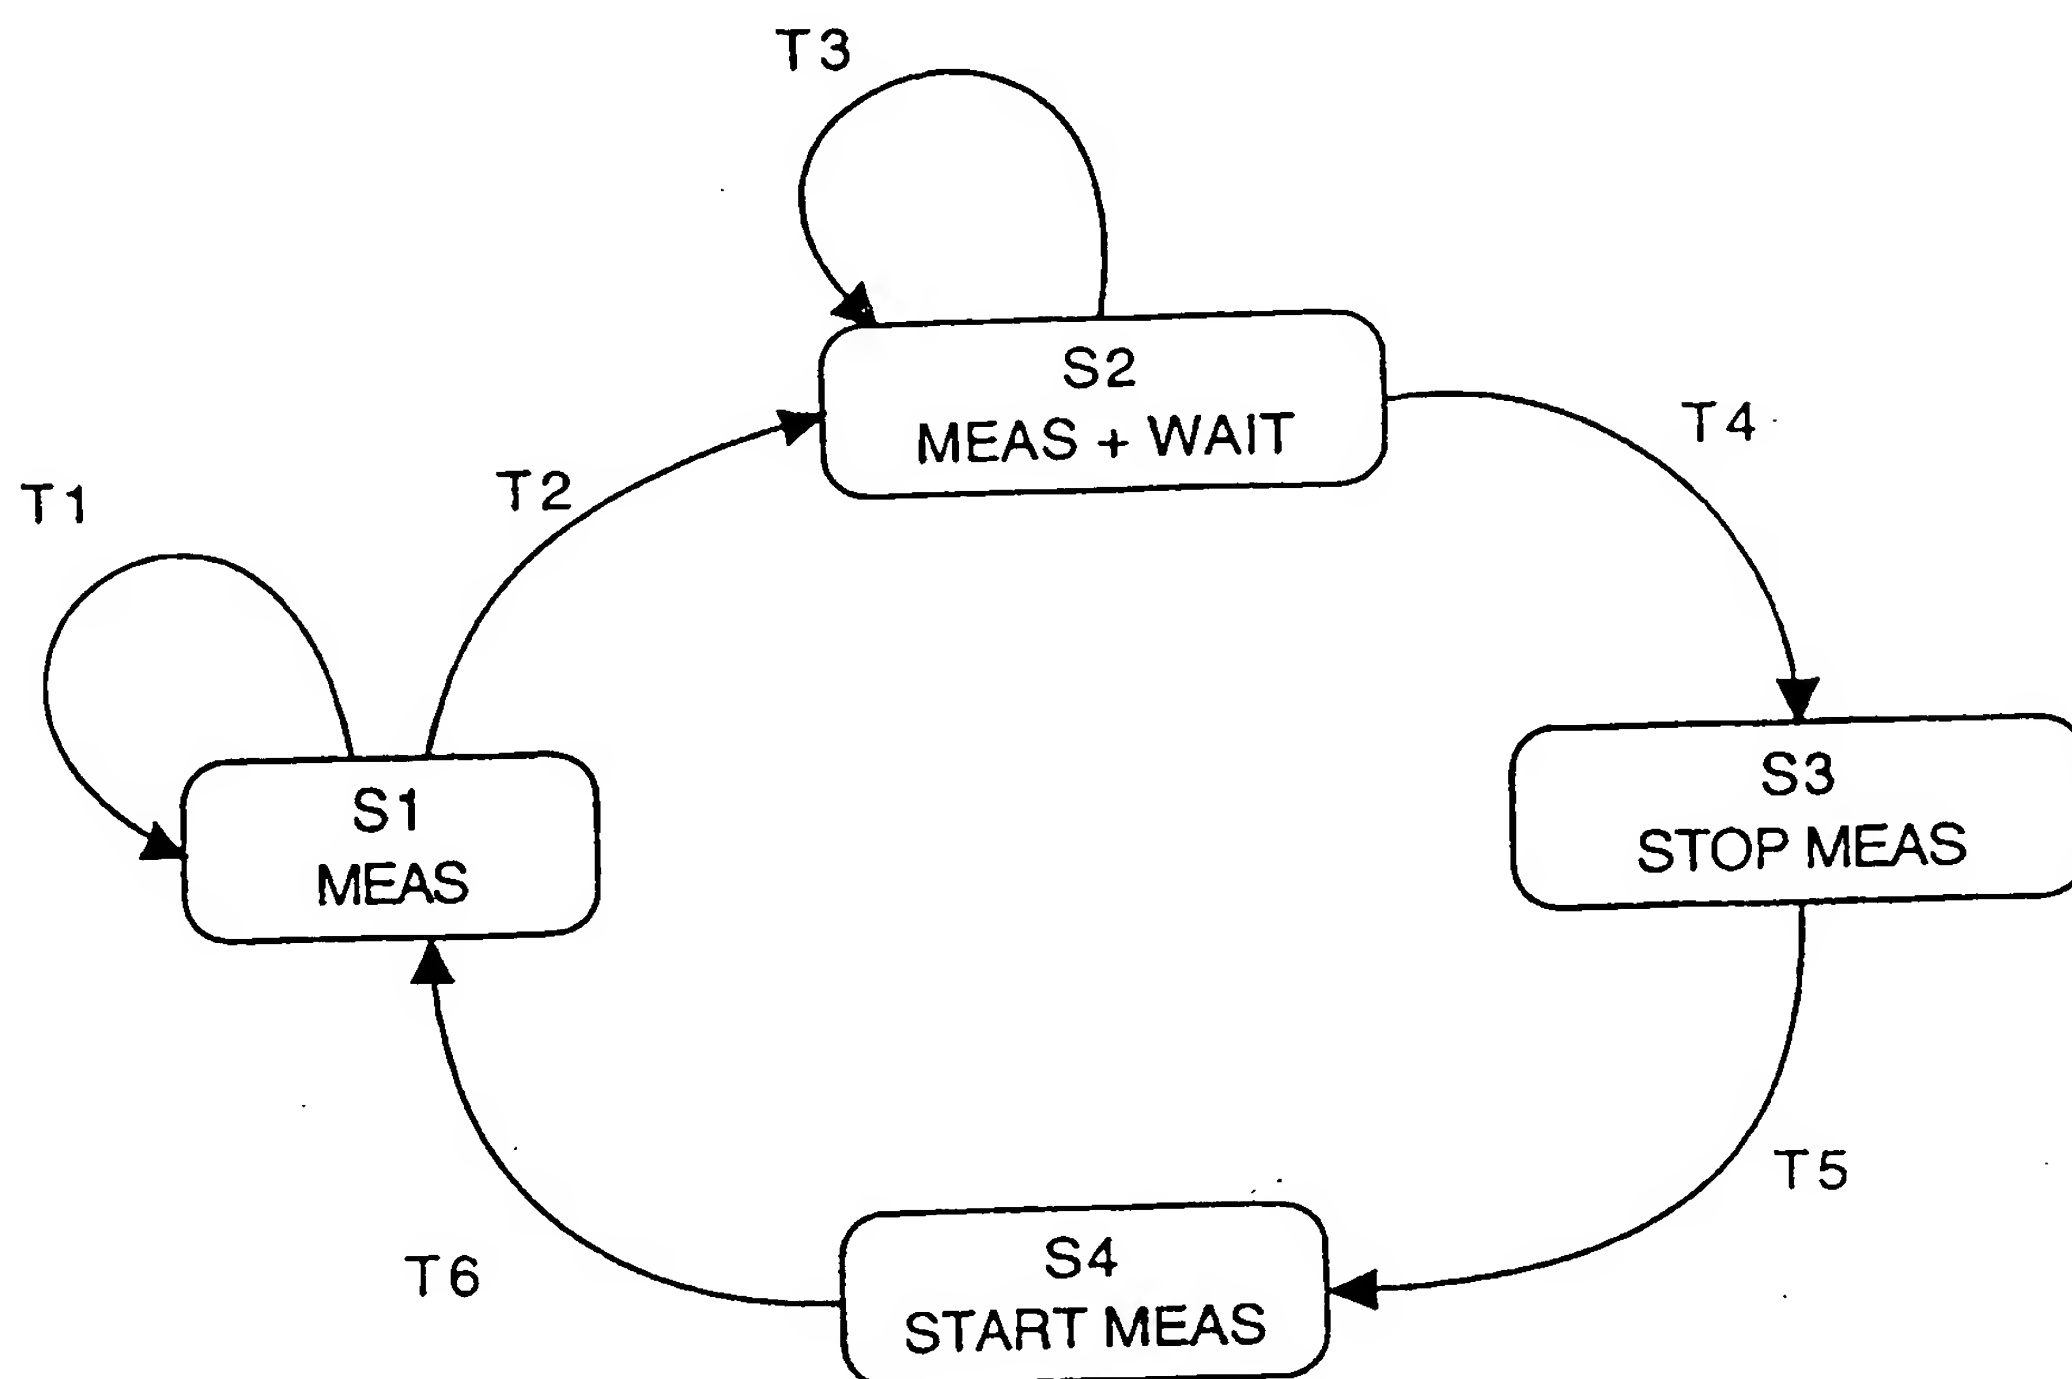 T3
S2
MEAS + WAIT
T4
T2
T1
S3
STOP MEAS
S1
MEAS
T5
T6
S4
START MEAS